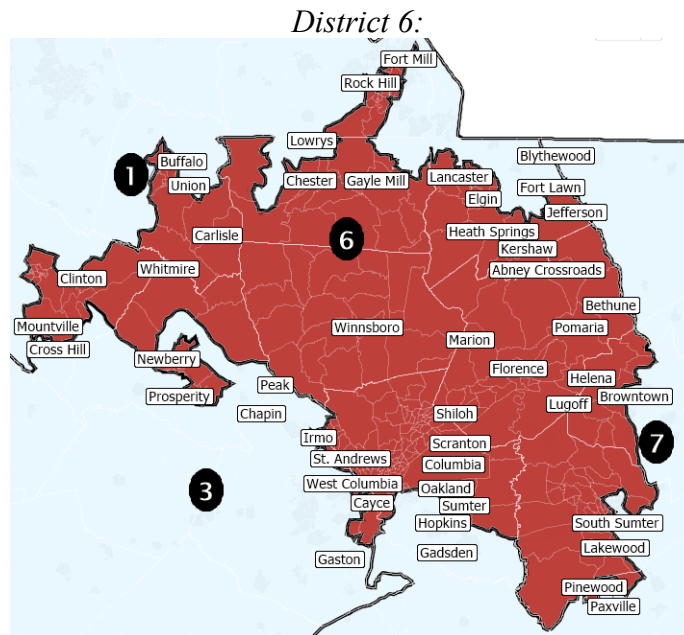 District 6:
Fort Mill
Rock Hill
Lowrys
Blythewood
Buffalo
1
Union
Chester
Gayle Mill
Lancaster
Fort Lawn
Elgin
Jefferson
Carlisle
6
Heath Springs
Kershaw
Abney Crossroads
Clinton
Whitmire
Bethune
Mountville
Winnsboro
Pomaria
Marion
Cross Hill
Newberry
Florence
Helena
Peak
Prosperity
Browntown
Lugoff
Chapin
Shiloh
Irmo
Scranton
7
St. Andrews
Columbia
3
West Columbia
Oakland
Cayce
Sumter
Hopkins
South Sumter
Gaston
Gadsden
Lakewood
Pinewood
Paxville